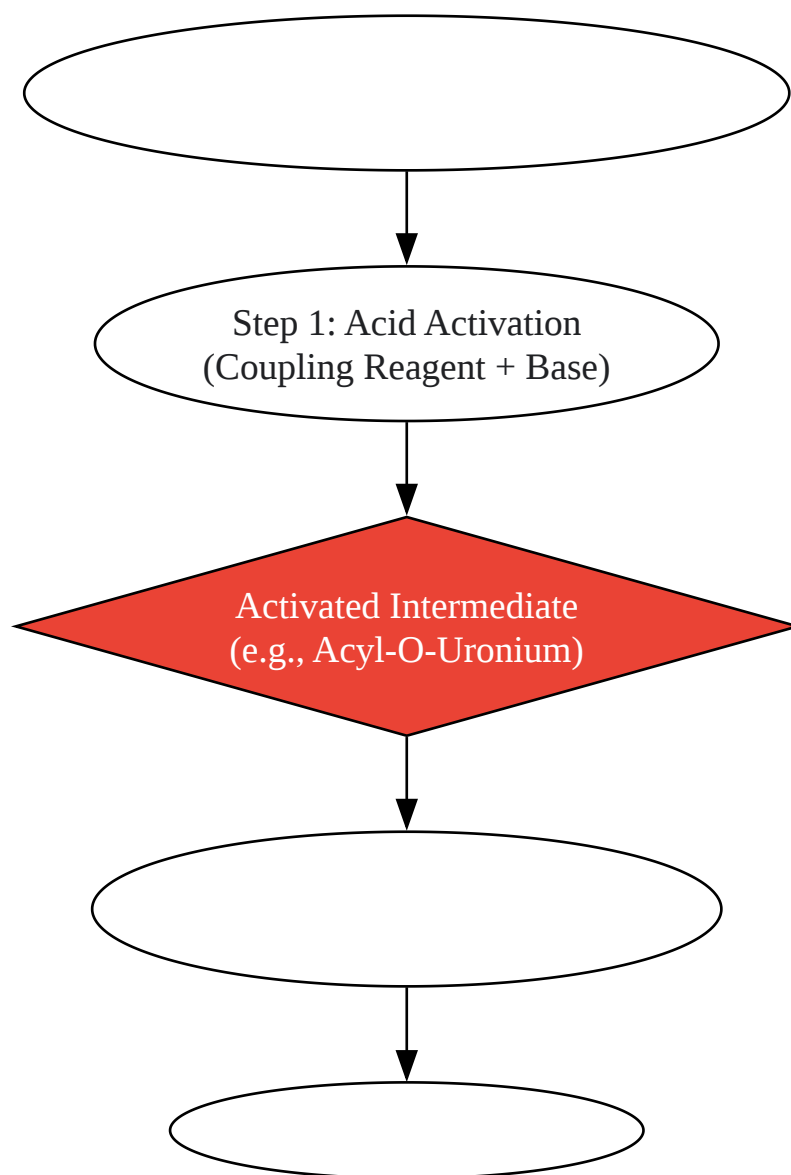 Step 1: Acid Activation
(Coupling Reagent + Base)
Activated Intermediate
(e.g., Acyl-O-Uronium)